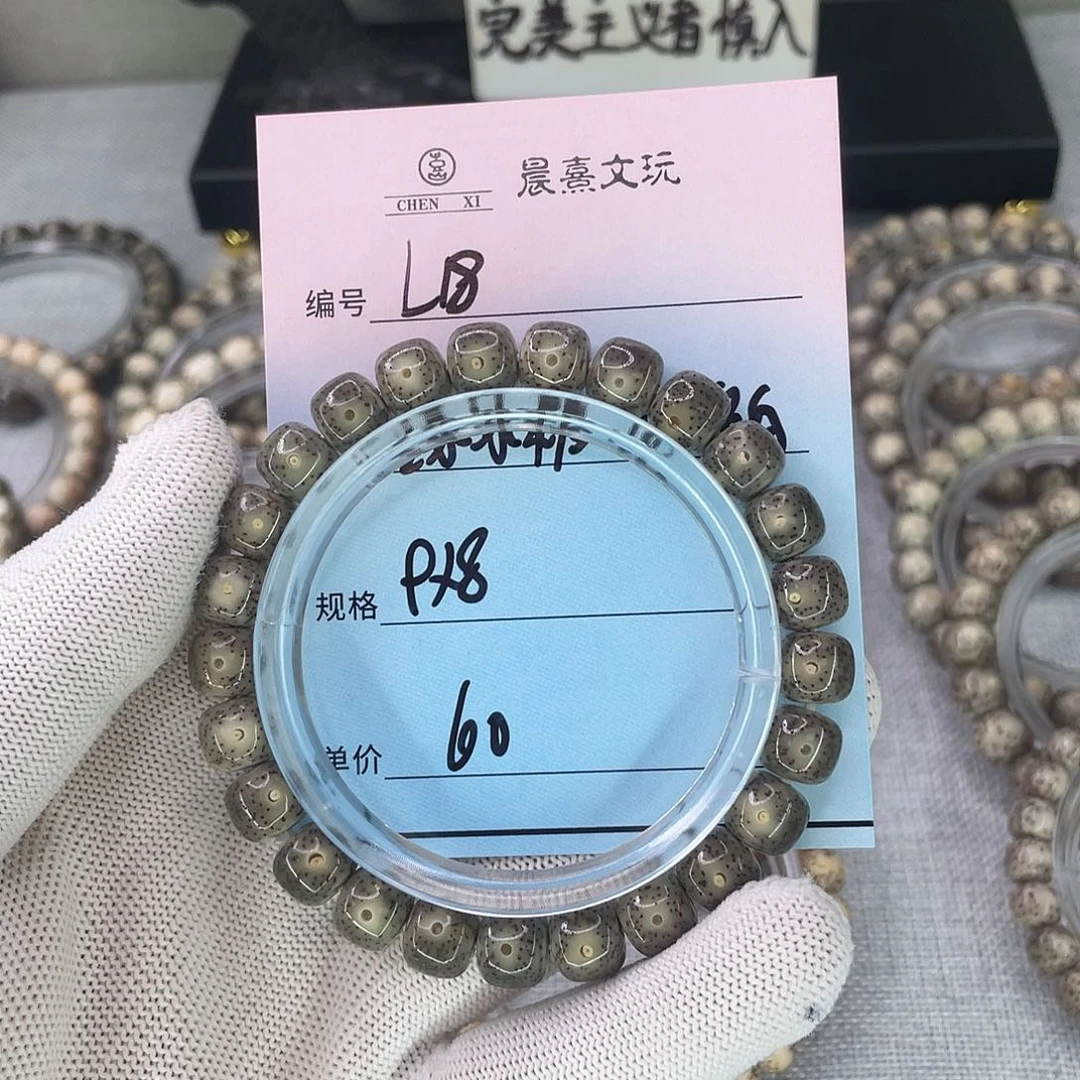 完美主义者慎入
晨熹文玩
CHEN XI
编号 L18
规格 PX8
单价 60